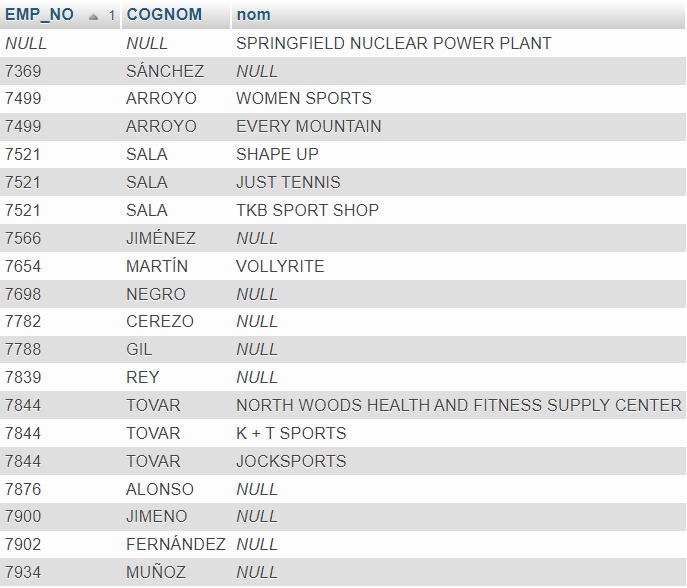 EMP_NO 1 COGNOM nom
NULL NULL SPRINGFIELD NUCLEAR POWER PLANT
7369 SÁNCHEZ NULL
7499 ARROYO WOMEN SPORTS
7499 ARROYO EVERY MOUNTAIN
7521 SALA SHAPE UP
7521 SALA JUST TENNIS
7521 SALA TKB SPORT SHOP
7566 JIMÉNEZ NULL
7654 MARTÍN VOLLYRITE
7698 NEGRO NULL
7782 CEREZO NULL
7788 GIL NULL
7839 REY NULL
7844 TOVAR NORTH WOODS HEALTH AND FITNESS SUPPLY CENTER
7844 TOVAR K + T SPORTS
7844 TOVAR JOCKSPORTS
7876 ALONSO NULL
7900 JIMENO NULL
7902 FERNÁNDEZ NULL
7934 MUÑOZ NULL